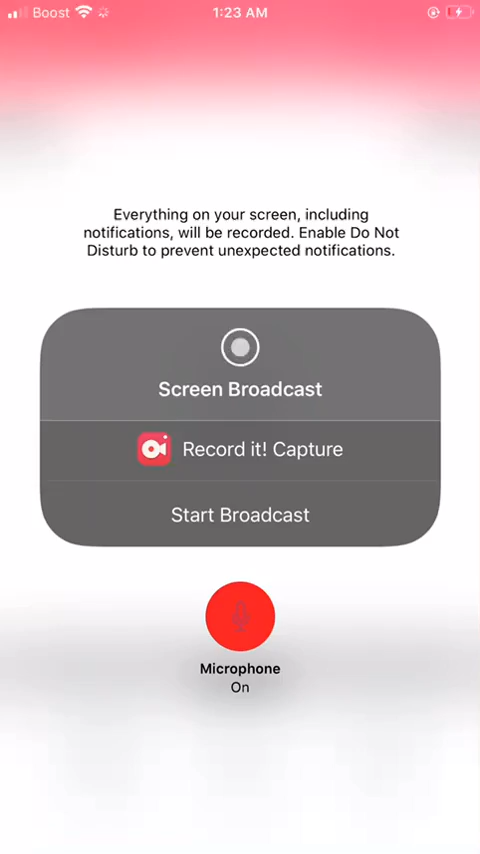 Boost 1:23 AM
Everything on your screen, including
notifications, will be recorded. Enable Do Not
Disturb to prevent unexpected notifications.
Screen Broadcast
Record it! Capture
Start Broadcast
Microphone
On